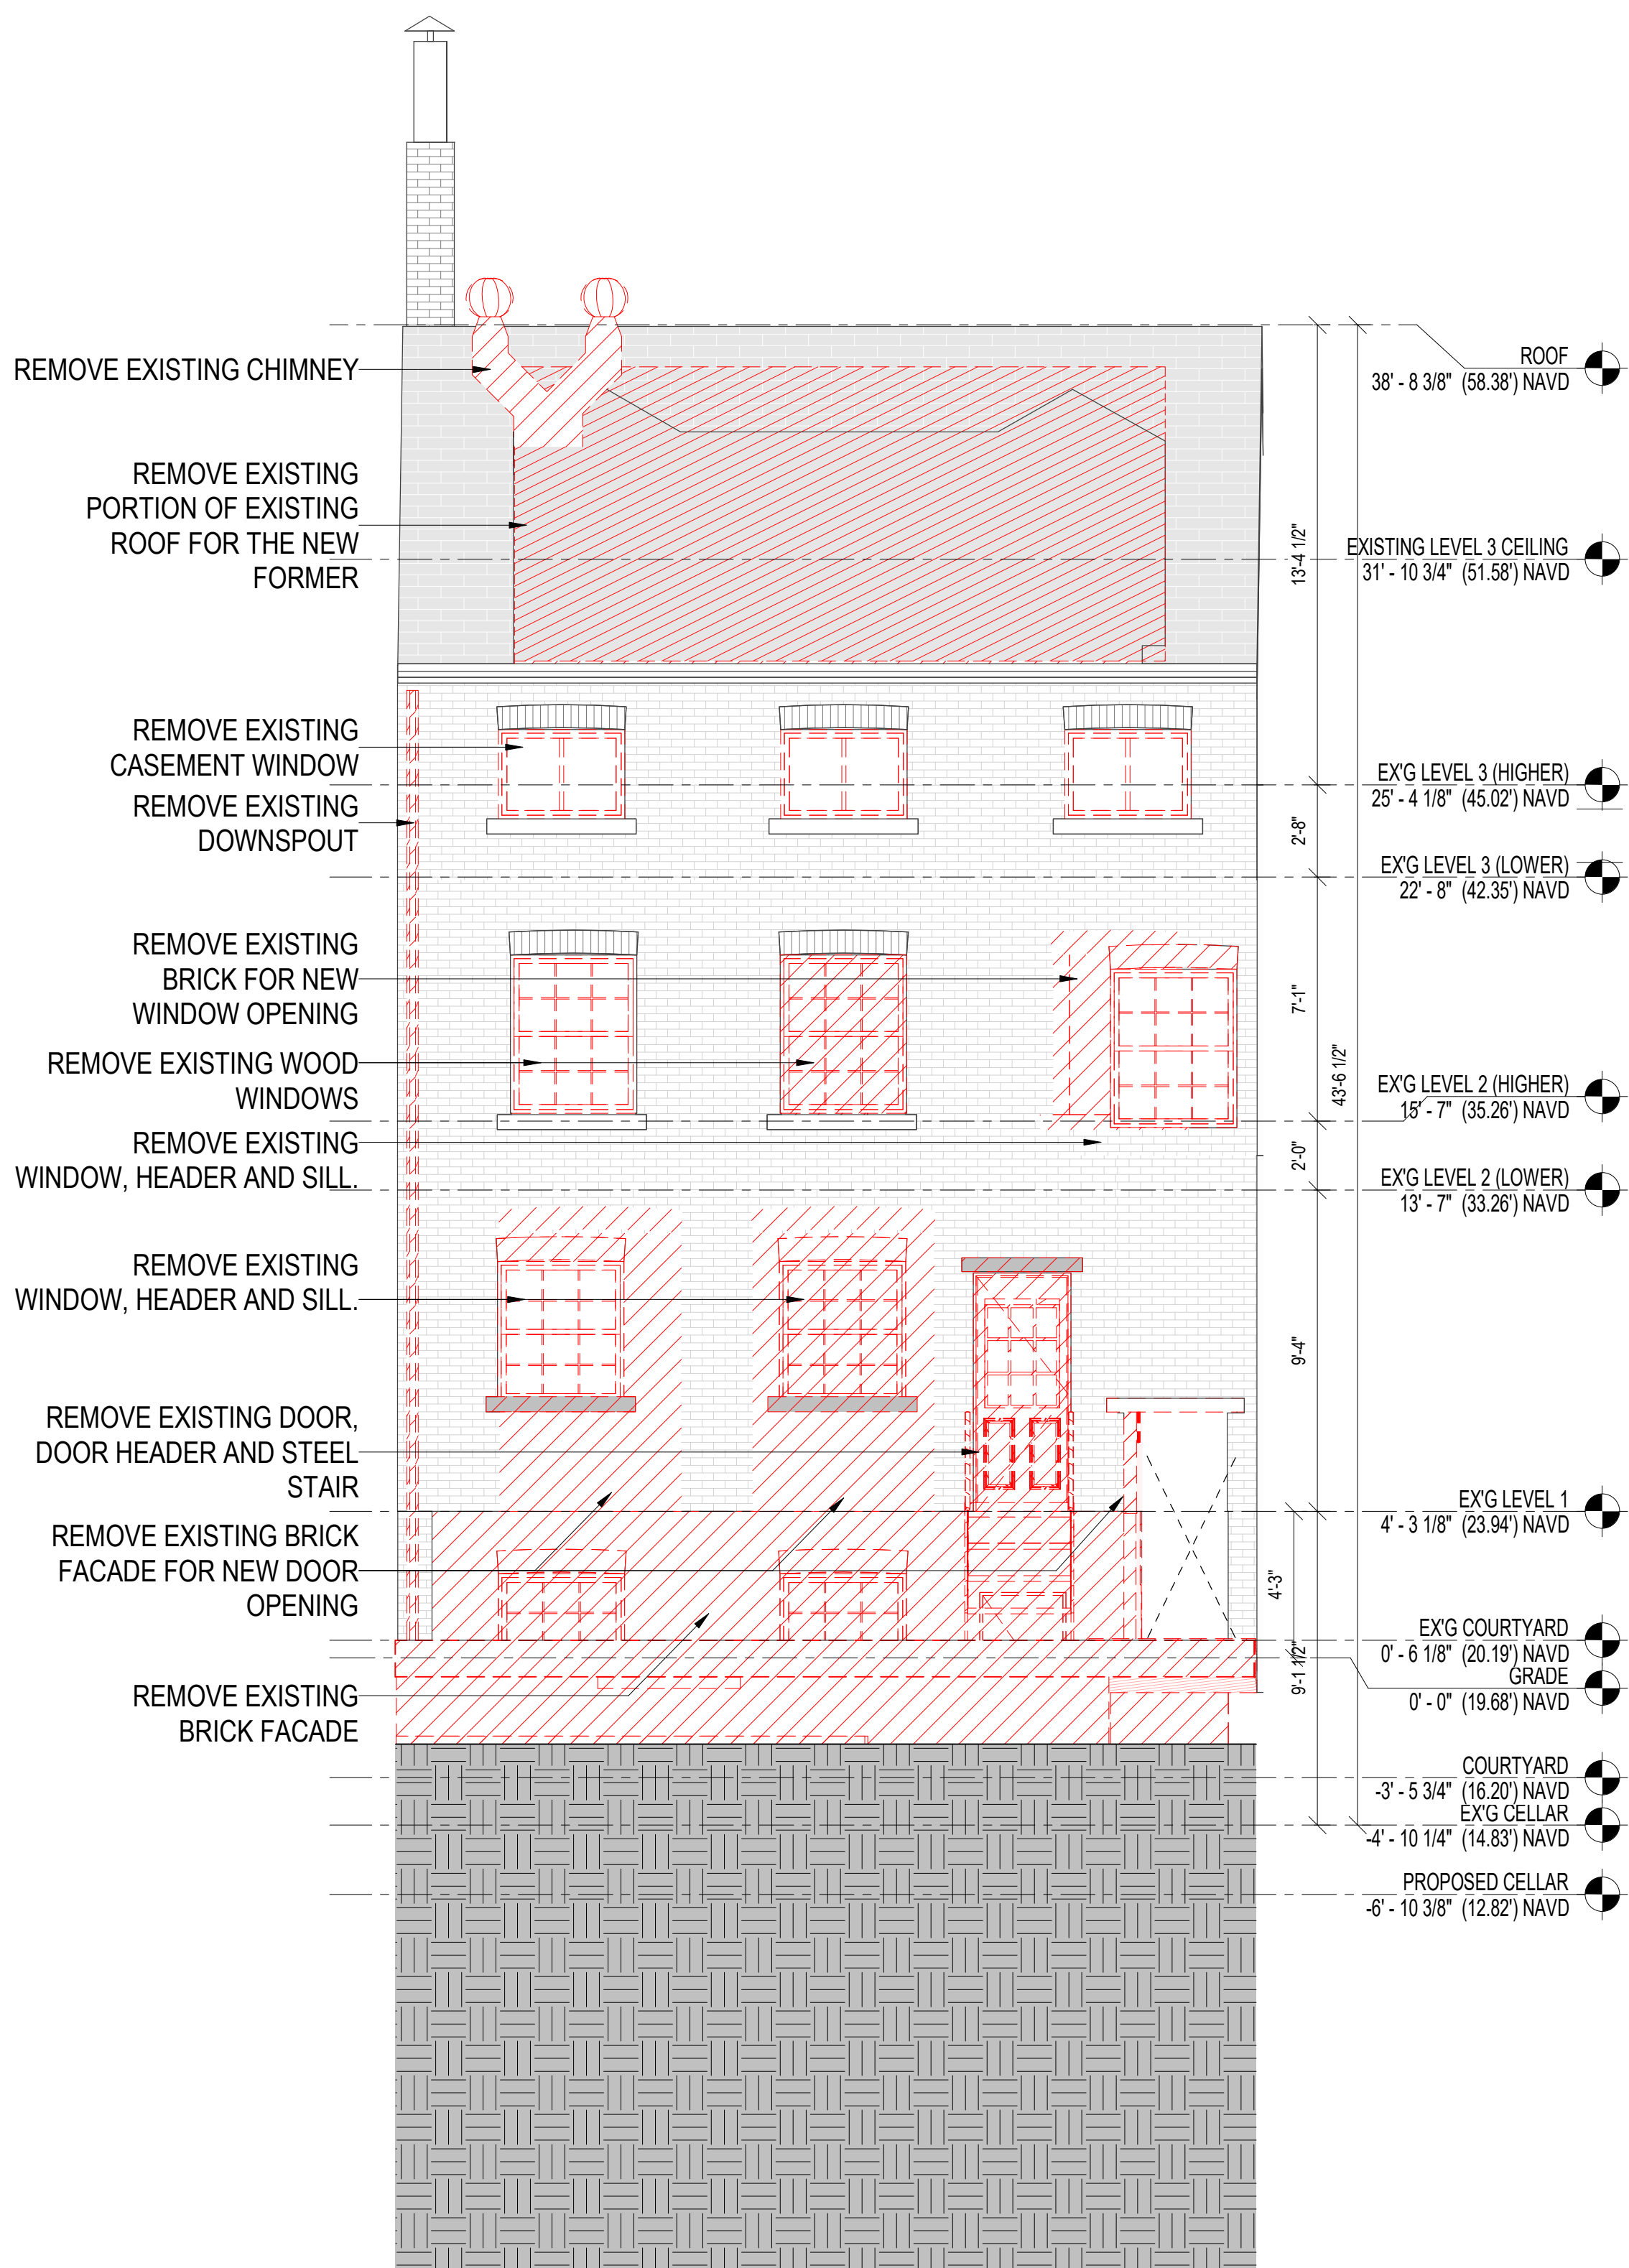 REMOVE EXISTING CHIMNEY
REMOVE EXISTING
PORTION OF EXISTING
ROOF FOR THE NEW
FORMER
REMOVE EXISTING
CASEMENT WINDOW
REMOVE EXISTING
DOWNSPOUT
REMOVE EXISTING
BRICK FOR NEW
WINDOW OPENING
REMOVE EXISTING WOOD
WINDOWS
REMOVE EXISTING
WINDOW, HEADER AND SILL.
REMOVE EXISTING
WINDOW, HEADER AND SILL.
REMOVE EXISTING DOOR,
DOOR HEADER AND STEEL
STAIR
REMOVE EXISTING BRICK
FACADE FOR NEW DOOR
OPENING
REMOVE EXISTING
BRICK FACADE
13'-4 1/2"
2'-8"
7'-1"
43'-6 1/2"
2'-0"
9'-4"
4'-3"
9'-1 1/2"
ROOF
38' - 8 3/8" (58.38') NAVD
EXISTING LEVEL 3 CEILING
31' - 10 3/4" (51.58') NAVD
EX'G LEVEL 3 (HIGHER)
25' - 4 1/8" (45.02') NAVD
EX'G LEVEL 3 (LOWER)
22' - 8" (42.35') NAVD
EX'G LEVEL 2 (HIGHER)
15' - 7" (35.26') NAVD
EX'G LEVEL 2 (LOWER)
13' - 7" (33.26') NAVD
EX'G LEVEL 1
4' - 3 1/8" (23.94') NAVD
EX'G COURTYARD
0' - 6 1/8" (20.19') NAVD
GRADE
0' - 0" (19.68') NAVD
COURTYARD
-3' - 5 3/4" (16.20') NAVD
EX'G CELLAR
-4' - 10 1/4" (14.83') NAVD
PROPOSED CELLAR
-6' - 10 3/8" (12.82') NAVD